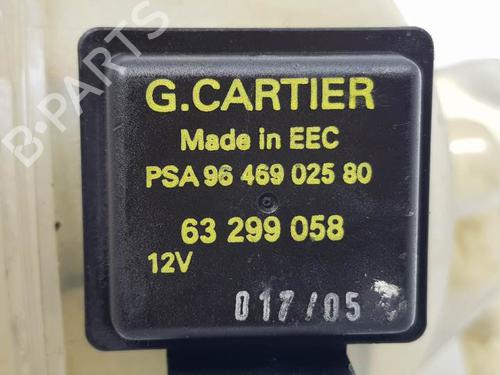 B-PARTS
G.CARTIER
Made in EEC
PSA 96 469 025 80
63 299 058
12V
017/05